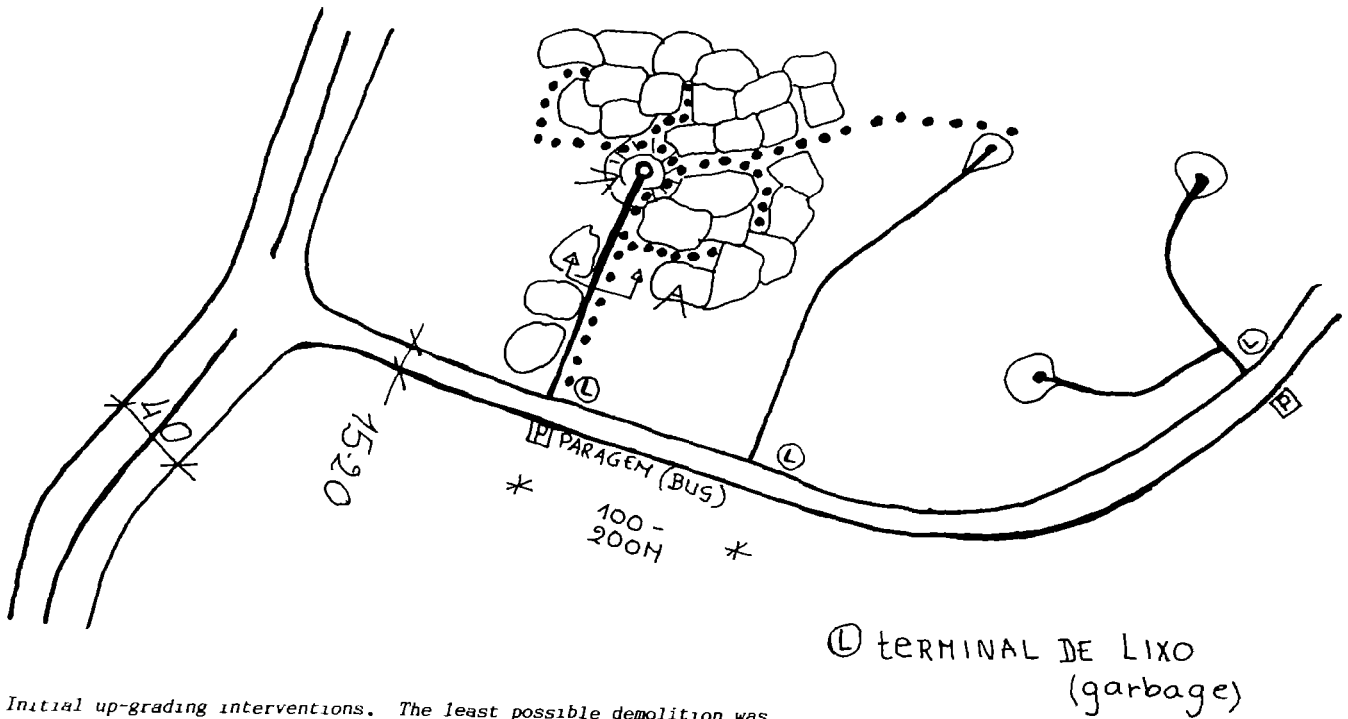 40
15-20
L
P PARAGEM (BUS)
100 -
200M
L
L
P
L TERMINAL DE LIXO
(garbage)
Initial up-grading interventions. The least possible demolition was